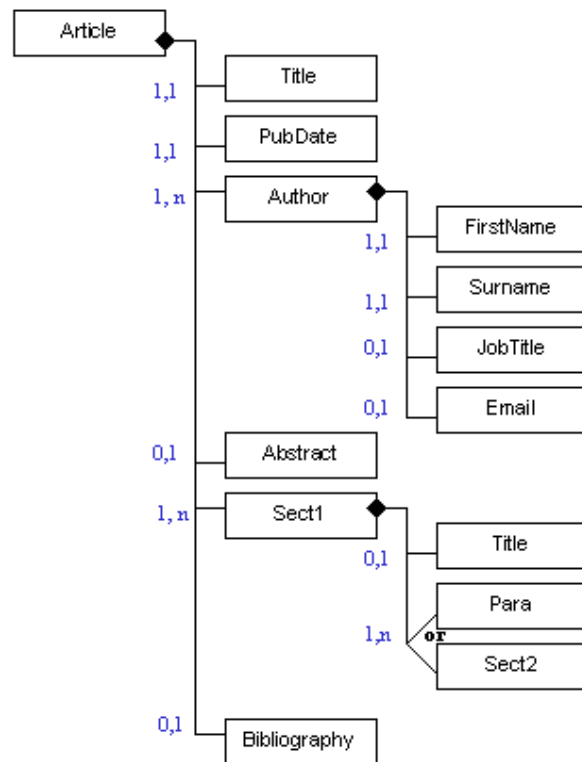 Article
1,1 Title
1,1 PubDate
1, n Author
1,1 FirstName
1,1 Surname
0,1 JobTitle
0,1 Email
0,1 Abstract
1, n Sect1
0,1 Title
Para
1,n or
Sect2
0,1 Bibliography